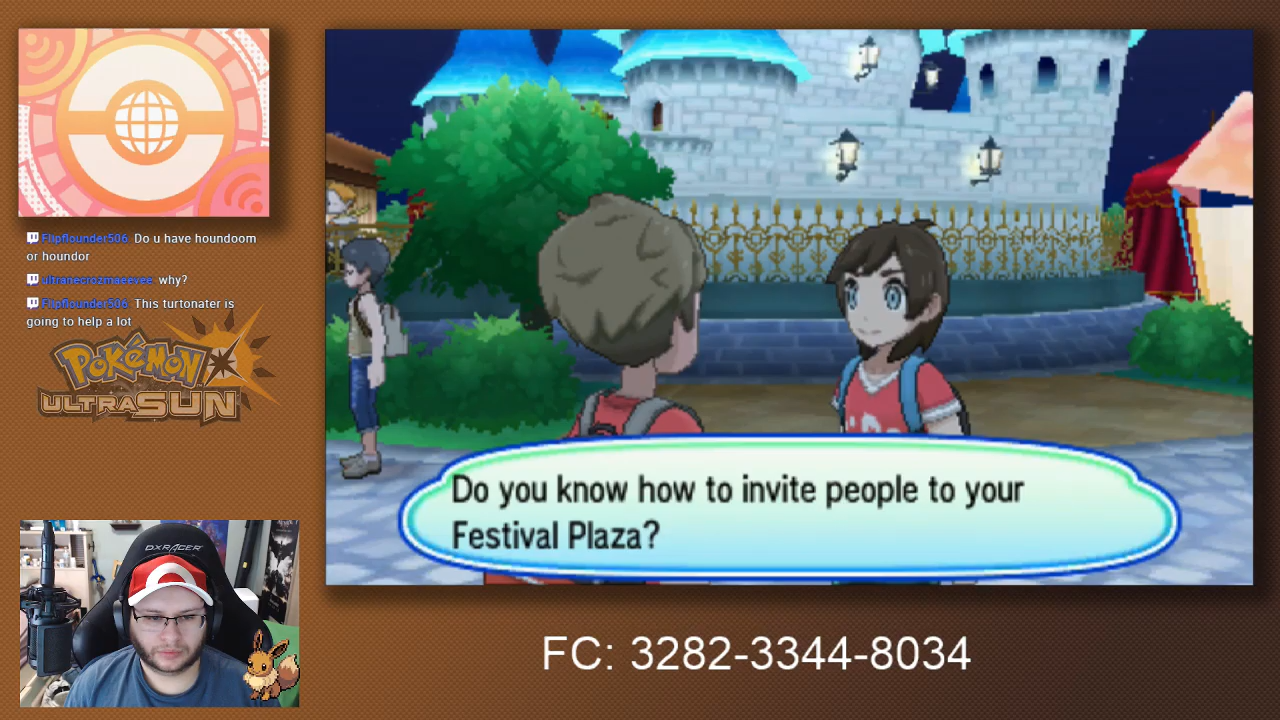 Flipflounder506 Do u have houndoom
or houndor
ultranecrozmaeevee why?
Flipflounder506 This turtonater is
going to help a lot
POKéMON
ULTRA SUN
DXRACER
Do you know how to invite people to your
Festival Plaza?
FC: 3282-3344-8034